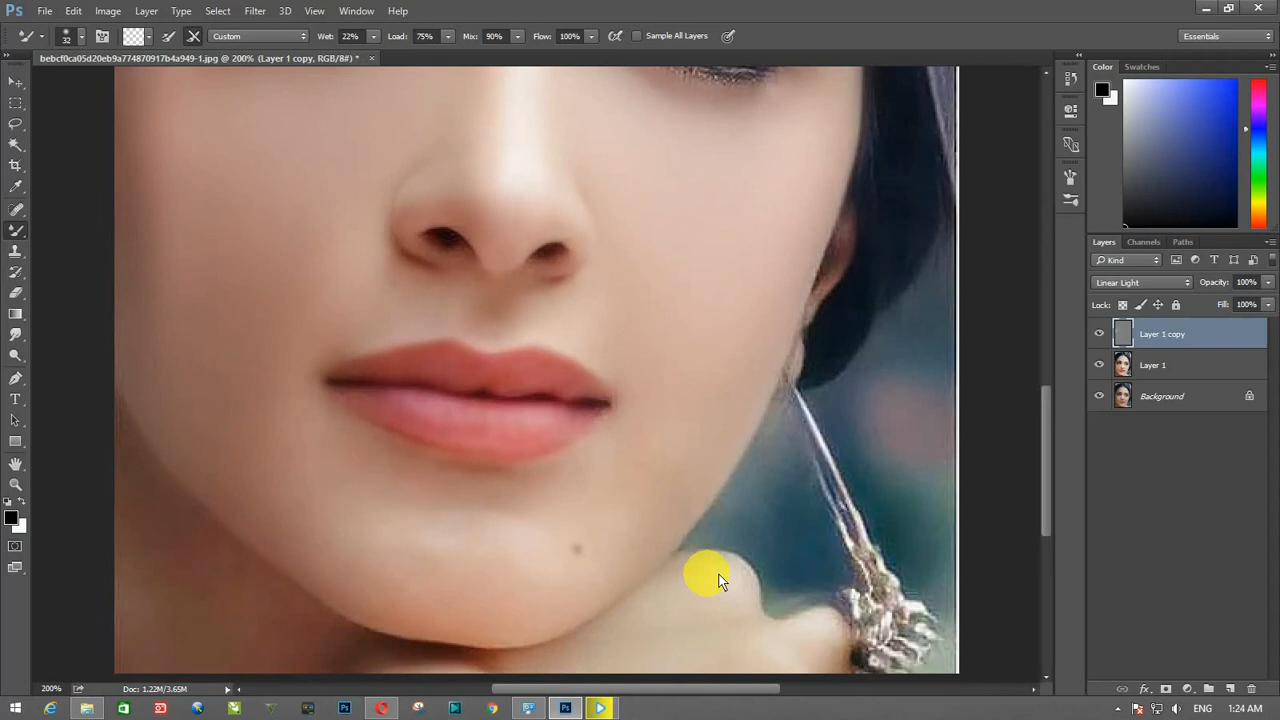 Ps File Edit Image Layer Type Select Filter 3D View Window Help
32 Custom Wet: 22% Load: 75% Mix: 90% Flow: 100% Sample All Layers Essentials
bebcf0ca05d20eb9a774870917b4a949-1.jpg @ 200% (Layer 1 copy, RGB/8#) *
Color Swatches
Layers Channels Paths
Kind
Linear Light Opacity: 100%
Lock: Fill: 100%
Layer 1 copy
Layer 1
Background
200% Doc: 1.22M/3.65M
ENG 1:24 AM